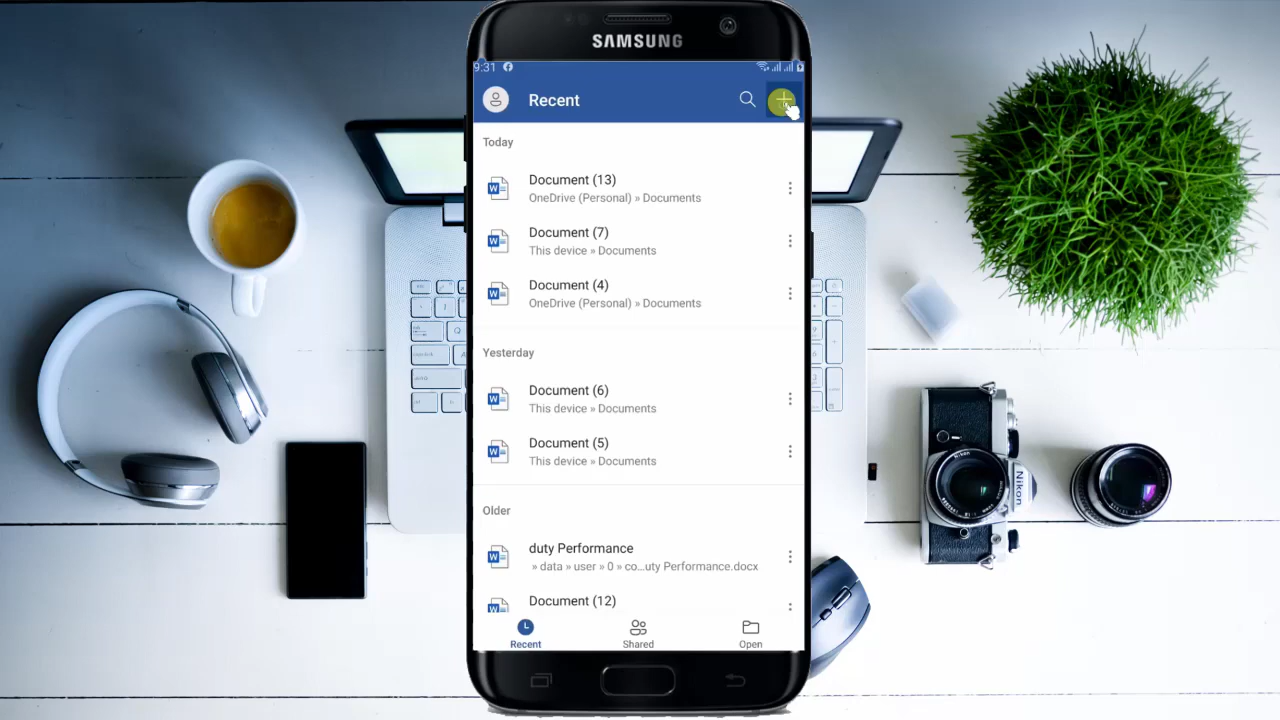 SAMSUNG
9:31
Recent
Today
Document (13)
OneDrive (Personal) » Documents
Document (7)
This device » Documents
Document (4)
OneDrive (Personal) » Documents
Yesterday
Document (6)
This device » Documents
Document (5)
This device » Documents
Older
duty Performance
» data » user » 0 » co...uty Performance.docx
Document (12)
Recent
Shared
Open
Nikon
Nikon